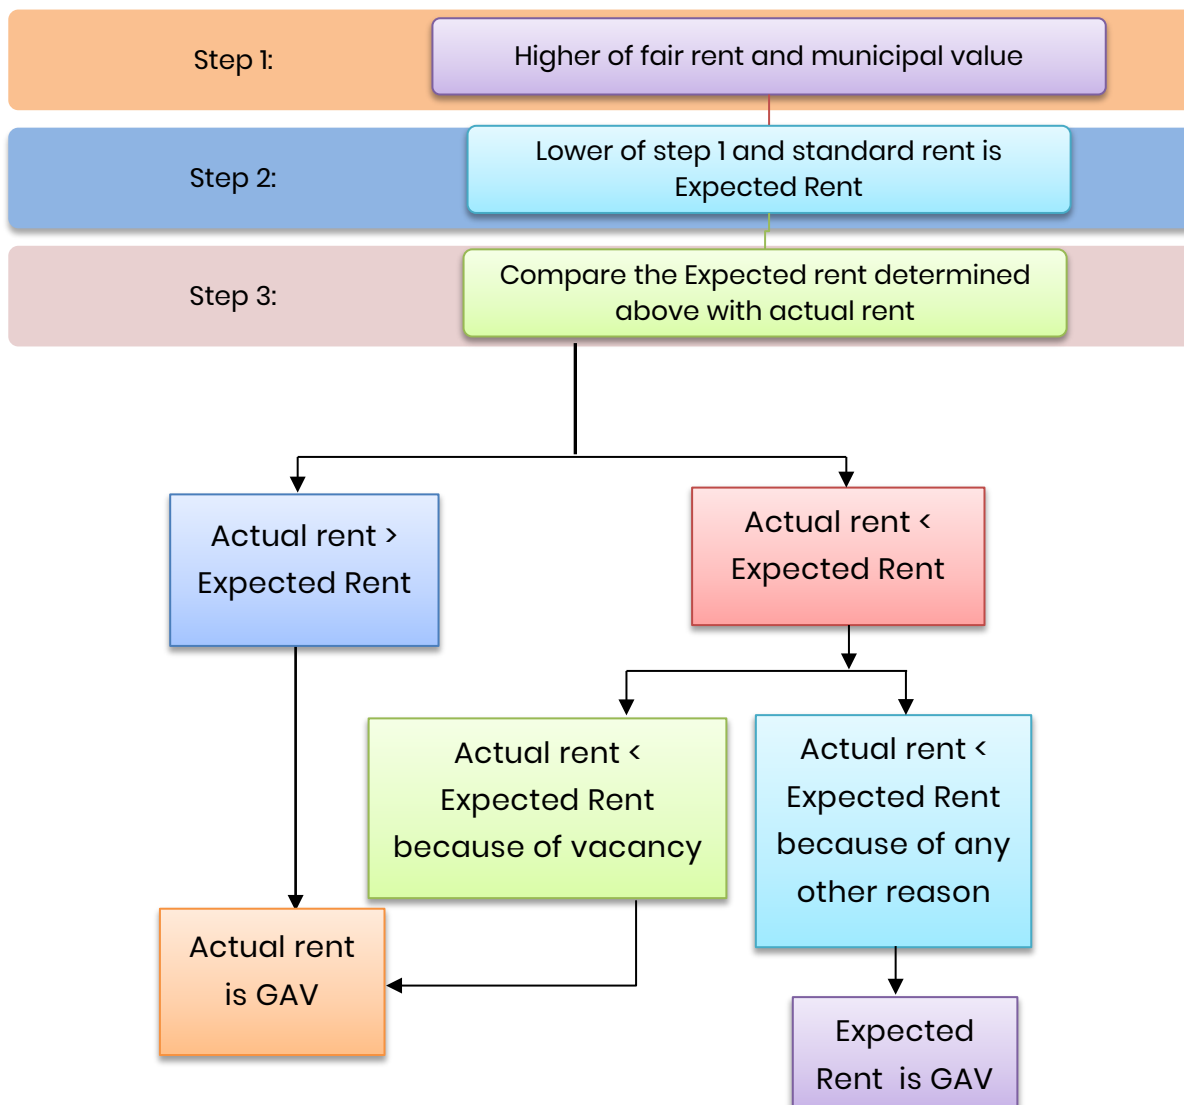 Step 1:
Higher of fair rent and municipal value
Step 2:
Lower of step 1 and standard rent is
Expected Rent
Step 3:
Compare the Expected rent determined
above with actual rent
Actual rent >
Expected Rent
Actual rent <
Expected Rent
Actual rent <
Expected Rent
because of vacancy
Actual rent <
Expected Rent
because of any
other reason
Actual rent
is GAV
Expected
Rent is GAV